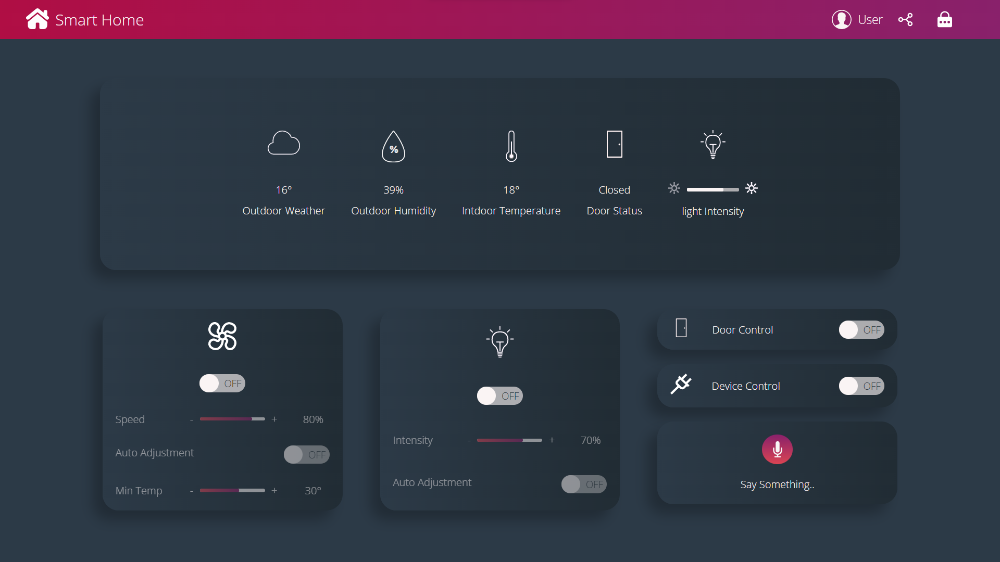 Smart Home
User
%
16°
39%
18°
Closed
Outdoor Weather
Outdoor Humidity
Intdoor Temperature
Door Status
light Intensity
OFF
Speed - + 80%
Auto Adjustment OFF
Min Temp - + 30°
OFF
Intensity - + 70%
Auto Adjustment OFF
Door Control OFF
Device Control OFF
Say Something..